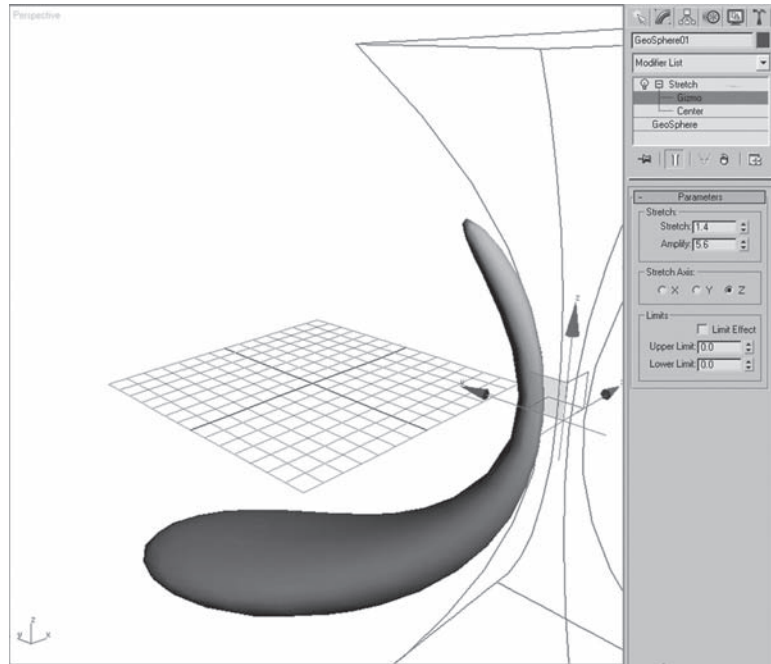 Perspective
GeoSphere01
Modifier List
Stretch
Gizmo
Center
GeoSphere
- Parameters
Stretch:
Stretch: 1.4
Amplify: 5.6
Stretch Axis:
X Y Z
Limits
Limit Effect
Upper Limit: 0.0
Lower Limit: 0.0
z
z
y x